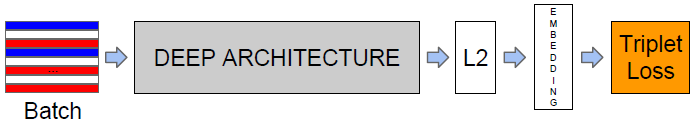 ...
Batch
DEEP ARCHITECTURE
L2
EMBEDDING
Triplet
Loss